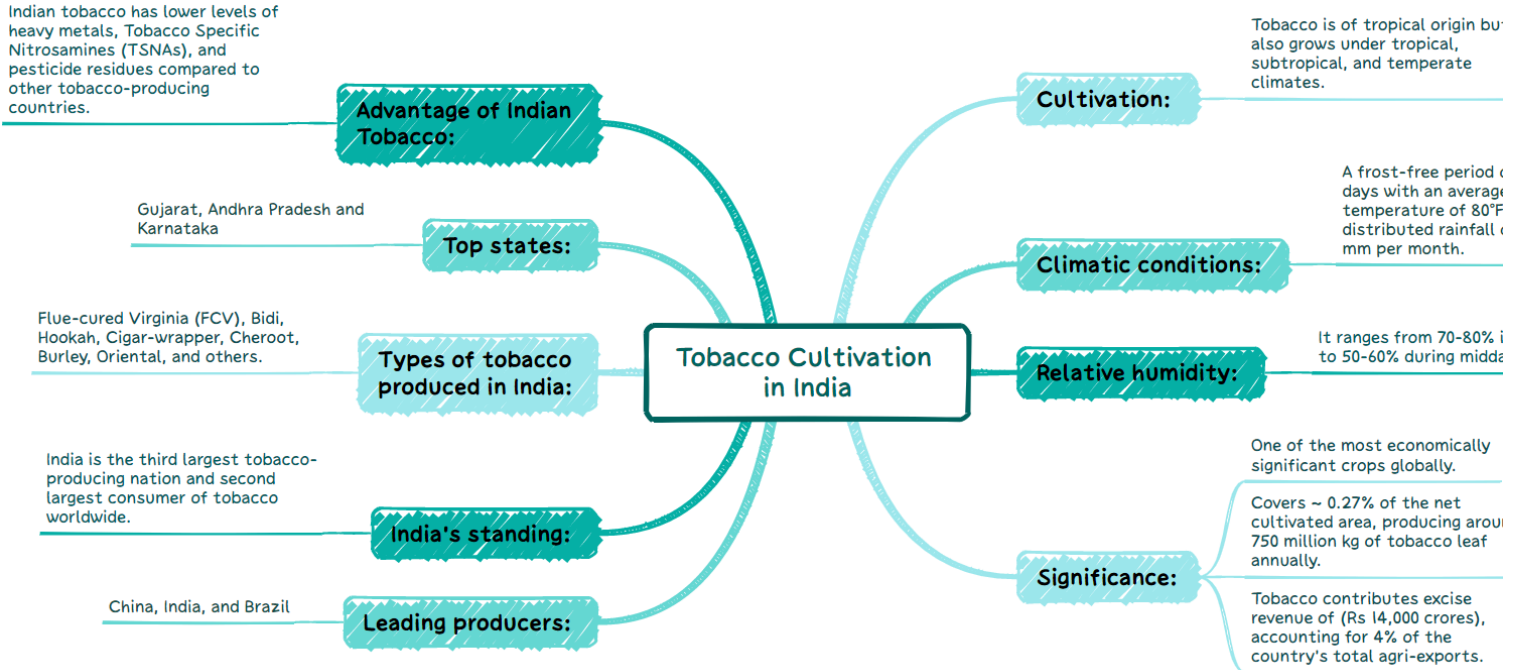 Indian tobacco has lower levels of
heavy metals, Tobacco Specific
Nitrosamines (TSNAs), and
pesticide residues compared to
other tobacco-producing
countries.
Advantage of Indian
Tobacco:
Gujarat, Andhra Pradesh and
Karnataka
Top states:
Flue-cured Virginia (FCV), Bidi,
Hookah, Cigar-wrapper, Cheroot,
Burley, Oriental, and others.
Types of tobacco
produced in India:
India is the third largest tobacco-
producing nation and second
largest consumer of tobacco
worldwide.
India's standing:
China, India, and Brazil
Leading producers:
Tobacco Cultivation
in India
Cultivation:
Tobacco is of tropical origin but
also grows under tropical,
subtropical, and temperate
climates.
Climatic conditions:
A frost-free period
days with an average
temperature of 80°F
distributed rainfall
mm per month.
Relative humidity:
It ranges from 70-80%
to 50-60% during
Significance:
One of the most economically
significant crops globally.
Covers ~ 0.27% of the net
cultivated area, producing
750 million kg of tobacco leaf
annually.
Tobacco contributes excise
revenue of (Rs 14,000 crores),
accounting for 4% of the
country's total agri-exports.